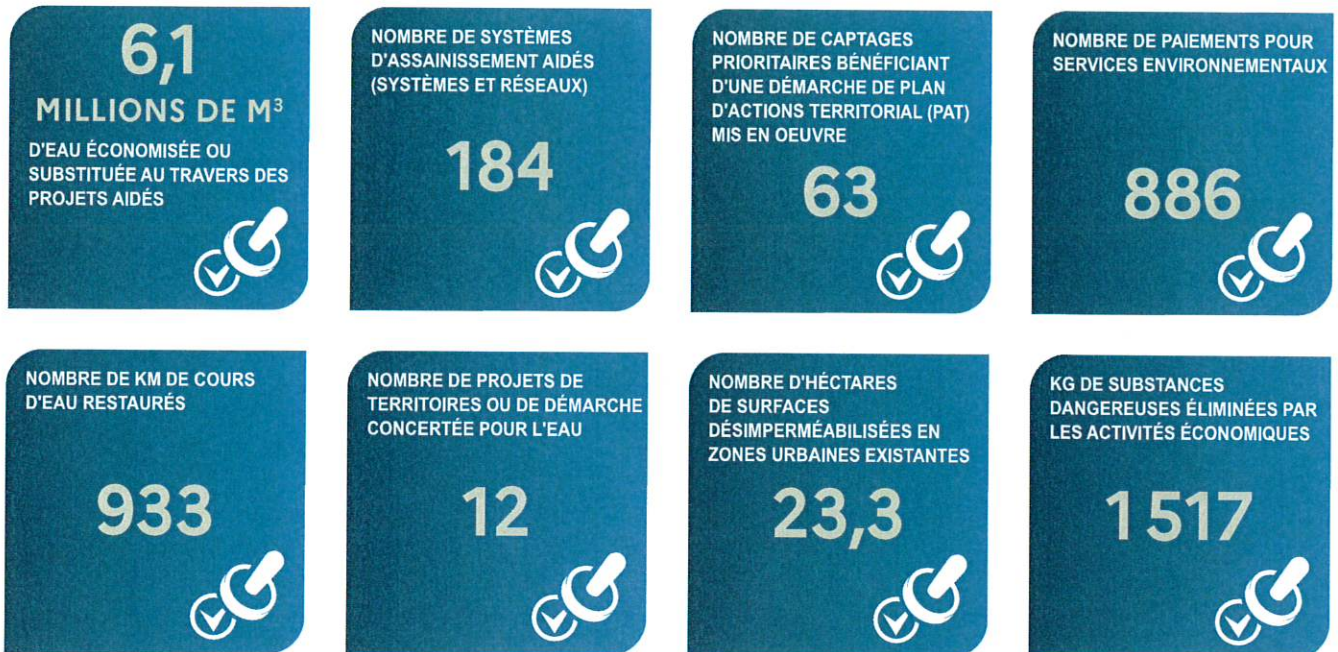 6,1
MILLIONS DE M³
D'EAU ÉCONOMISÉE OU
SUBSTITUÉE AU TRAVERS DES
PROJETS AIDÉS
NOMBRE DE SYSTÈMES
D'ASSAINISSEMENT AIDÉS
(SYSTÈMES ET RÉSEAUX)
184
NOMBRE DE CAPTAGES
PRIORITAIRES BÉNÉFICIANT
D'UNE DÉMARCHE DE PLAN
D'ACTIONS TERRITORIAL (PAT)
MIS EN OEUVRE
63
NOMBRE DE PAIEMENTS POUR
SERVICES ENVIRONNEMENTAUX
886
NOMBRE DE KM DE COURS
D'EAU RESTAURÉS
933
NOMBRE DE PROJETS DE
TERRITOIRES OU DE DÉMARCHE
CONCERTÉE POUR L'EAU
12
NOMBRE D'HÉCTARES
DE SURFACES
DÉSIMPERMÉABILISÉES EN
ZONES URBAINES EXISTANTES
23,3
KG DE SUBSTANCES
DANGEREUSES ÉLIMINÉES PAR
LES ACTIVITÉS ÉCONOMIQUES
1 517